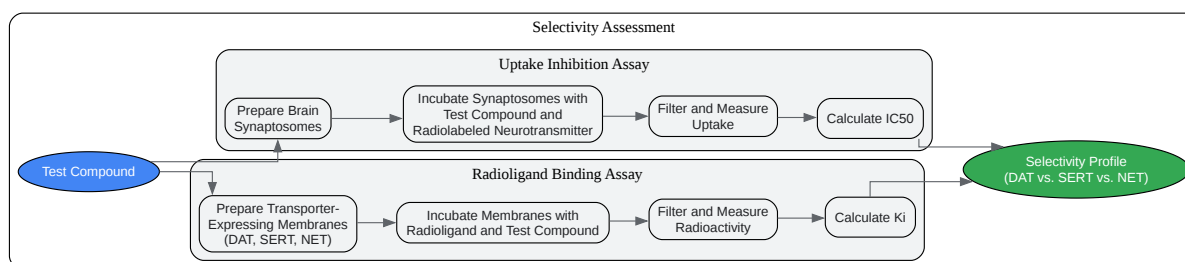 Selectivity Assessment
Uptake Inhibition Assay
Prepare Brain
Synaptosomes
Incubate Synaptosomes with
Test Compound and
Radiolabeled Neurotransmitter
Filter and Measure
Uptake
Calculate IC50
Test Compound
Selectivity Profile
(DAT vs. SERT vs. NET)
Radioligand Binding Assay
Prepare Transporter-
Expressing Membranes
(DAT, SERT, NET)
Incubate Membranes with
Radioligand and Test Compound
Filter and Measure
Radioactivity
Calculate Ki